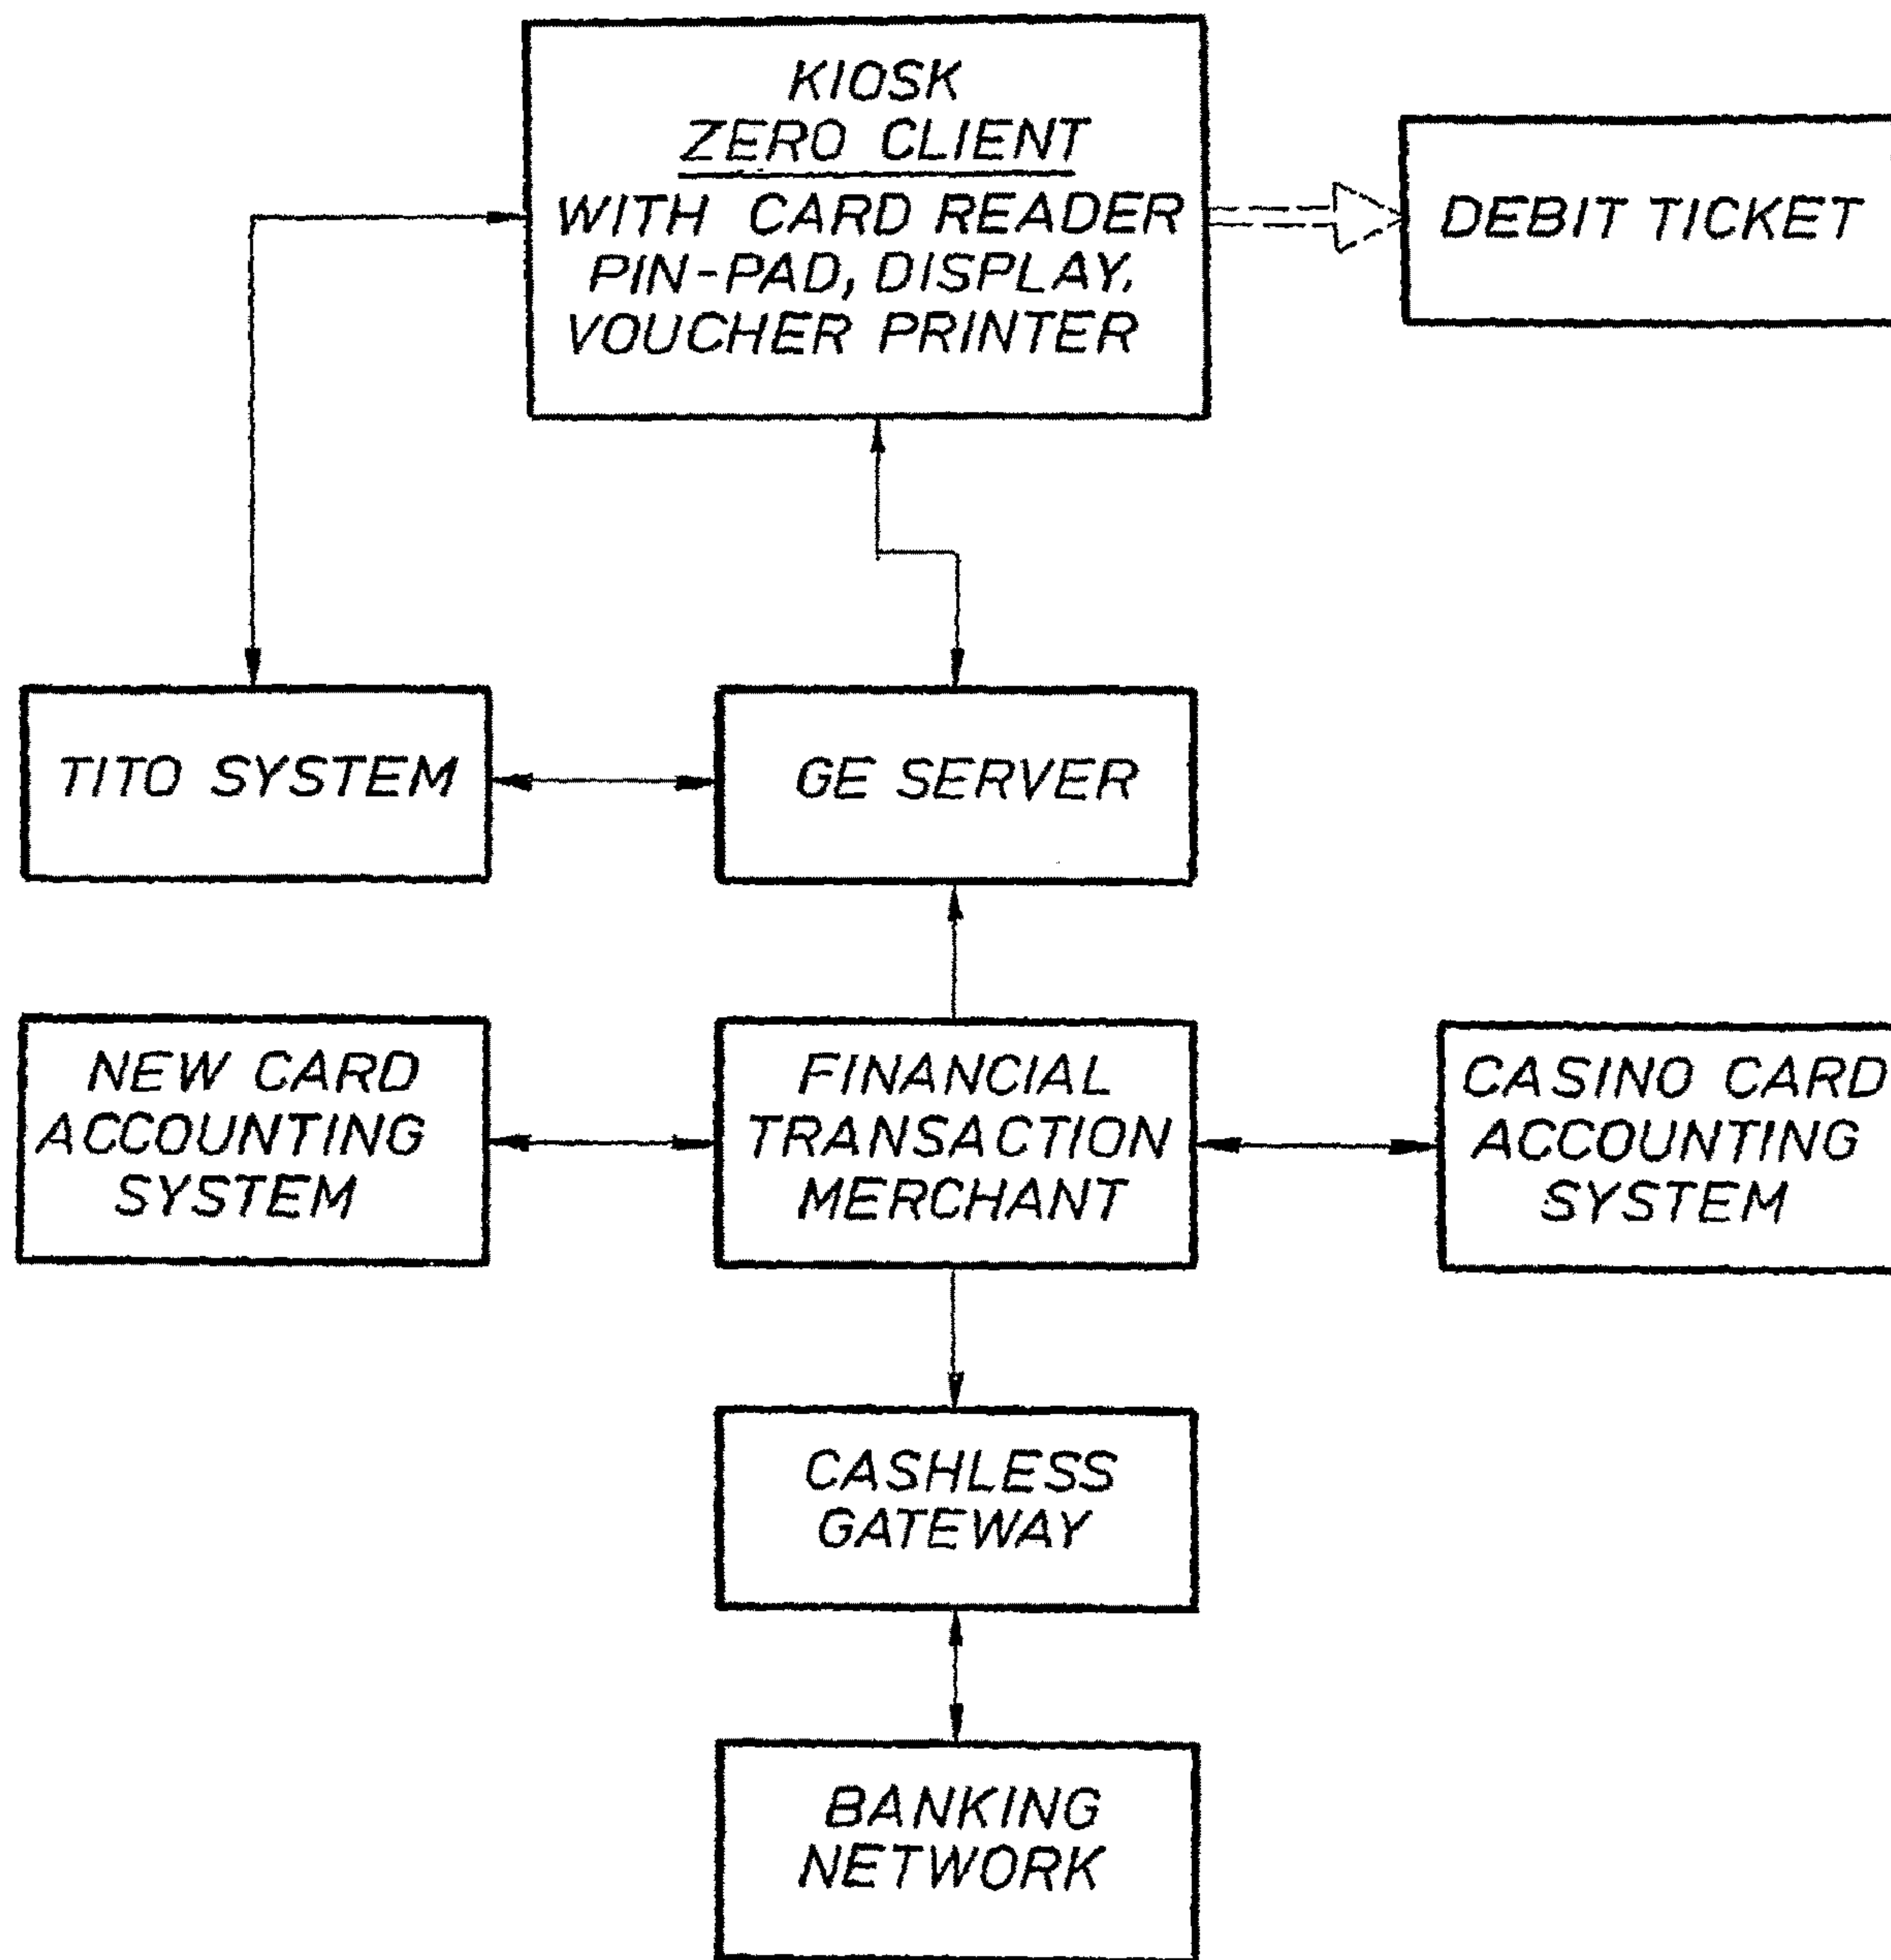 KIOSK
ZERO CLIENT
WITH CARD READER
PIN-PAD, DISPLAY,
VOUCHER PRINTER
DEBIT TICKET
TITO SYSTEM
GE SERVER
NEW CARD
ACCOUNTING
SYSTEM
FINANCIAL
TRANSACTION
MERCHANT
CASINO CARD
ACCOUNTING
SYSTEM
CASHLESS
GATEWAY
BANKING
NETWORK